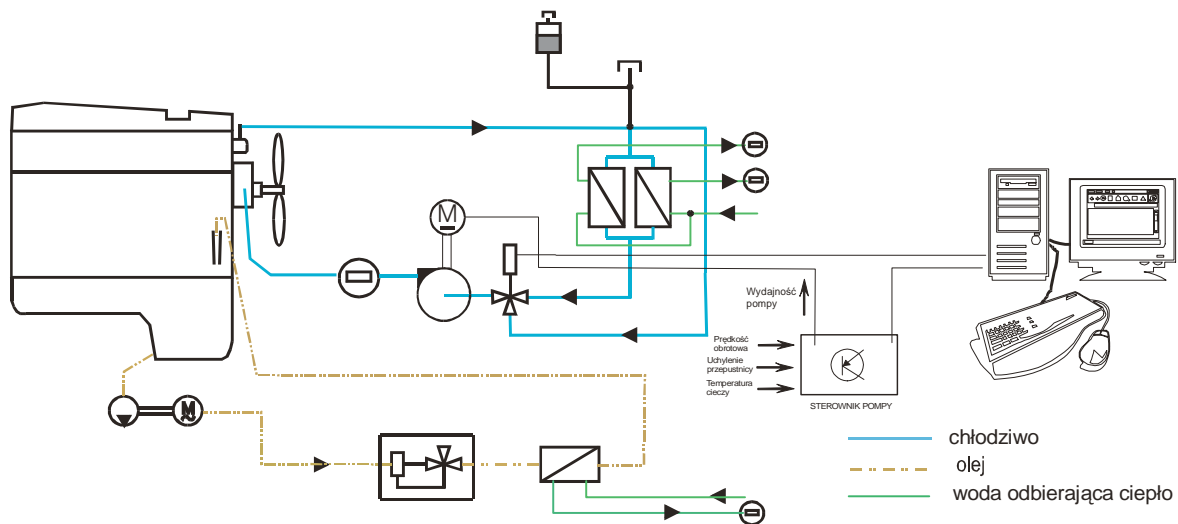 M
Wydajność
pompy
Prędkość
obrotowa
Uchylenie
przepustnicy
Temperatura
cieczy
STEROWNIK POMPY
M
chłodziwo
olej
woda odbierająca ciepło